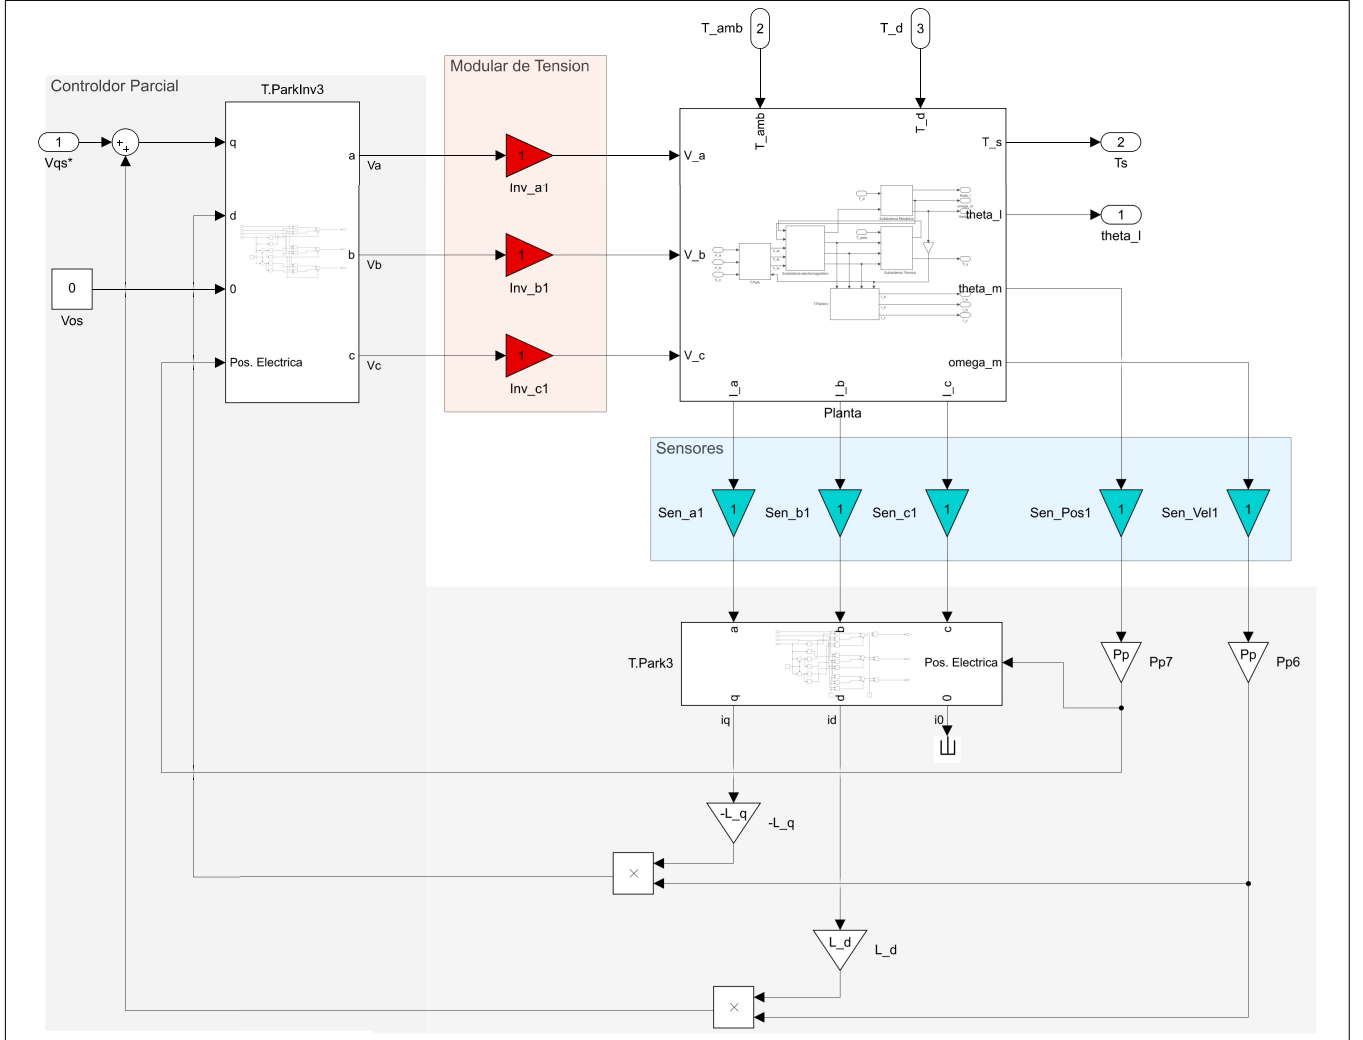 T_amb
2
T_d
3
Controldor Parcial
T.ParkInv3
Modular de Tension
1
Vqs*
+
+
q
d
0
Pos. Electrica
a
b
c
Va
Vb
Vc
0
Vos
1
Inv_a1
1
Inv_b1
1
Inv_c1
T_amb
T_d
V_a
V_b
V_c
T_s
theta_l
theta_m
omega_m
I_a
I_b
I_c
Planta
2
Ts
1
theta_l
Sensores
Sen_a1
1
Sen_b1
1
Sen_c1
1
Sen_Pos1
1
Sen_Vel1
1
T.Park3
a
b
c
Pos. Electrica
q
d
0
Pp
Pp7
Pp
Pp6
iq
id
i0
-L_q
-L_q
×
L_d
L_d
×